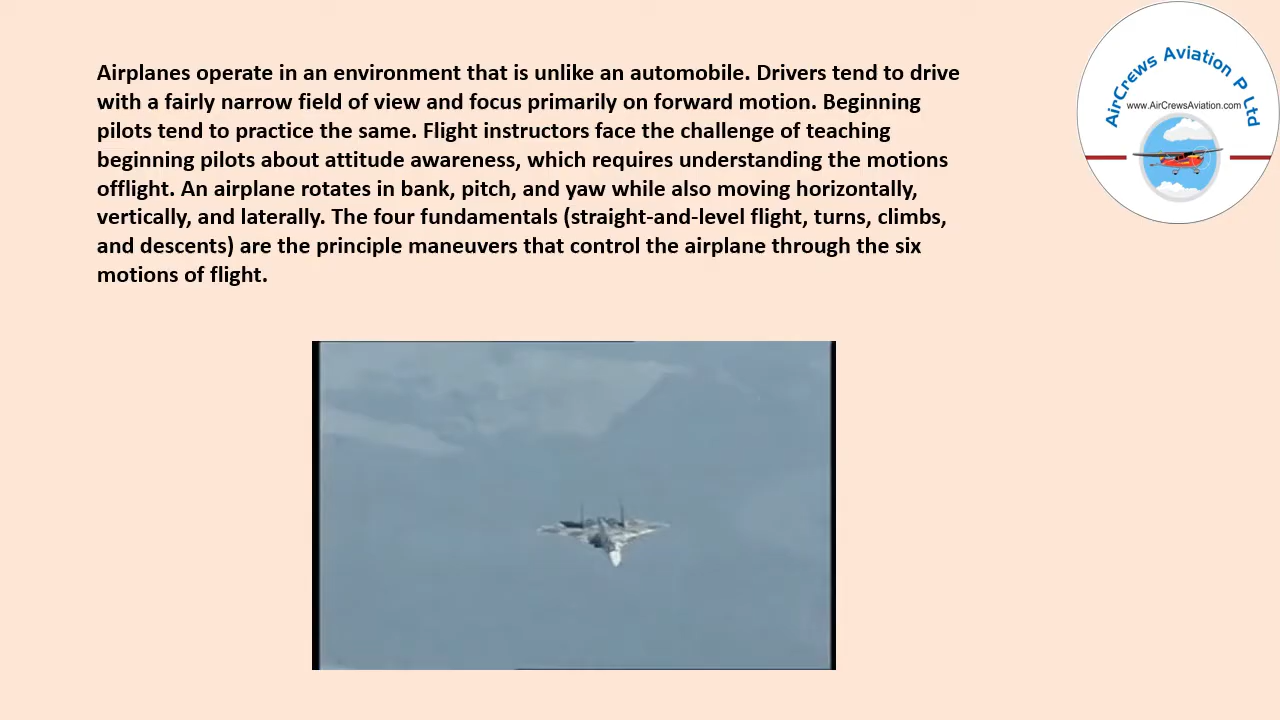 Airplanes operate in an environment that is unlike an automobile. Drivers tend to drive
with a fairly narrow field of view and focus primarily on forward motion. Beginning
pilots tend to practice the same. Flight instructors face the challenge of teaching
beginning pilots about attitude awareness, which requires understanding the motions
offlight. An airplane rotates in bank, pitch, and yaw while also moving horizontally,
vertically, and laterally. The four fundamentals (straight-and-level flight, turns, climbs,
and descents) are the principle maneuvers that control the airplane through the six
motions of flight.
AirCrews Aviation P Ltd
www.AirCrewsAviation.com